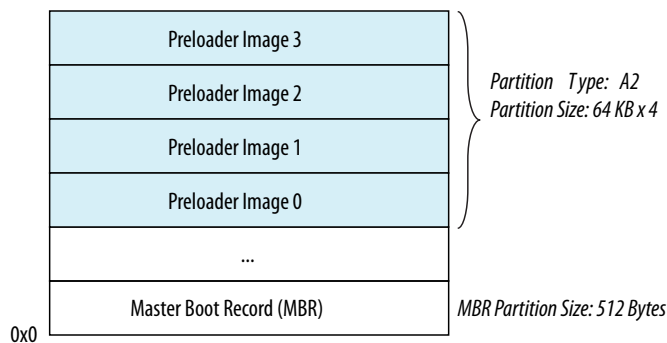 Preloader Image 3
Preloader Image 2
Preloader Image 1
Preloader Image 0
...
Master Boot Record (MBR)
0x0
Partition Type: A2
Partition Size: 64 KB x 4
MBR Partition Size: 512 Bytes